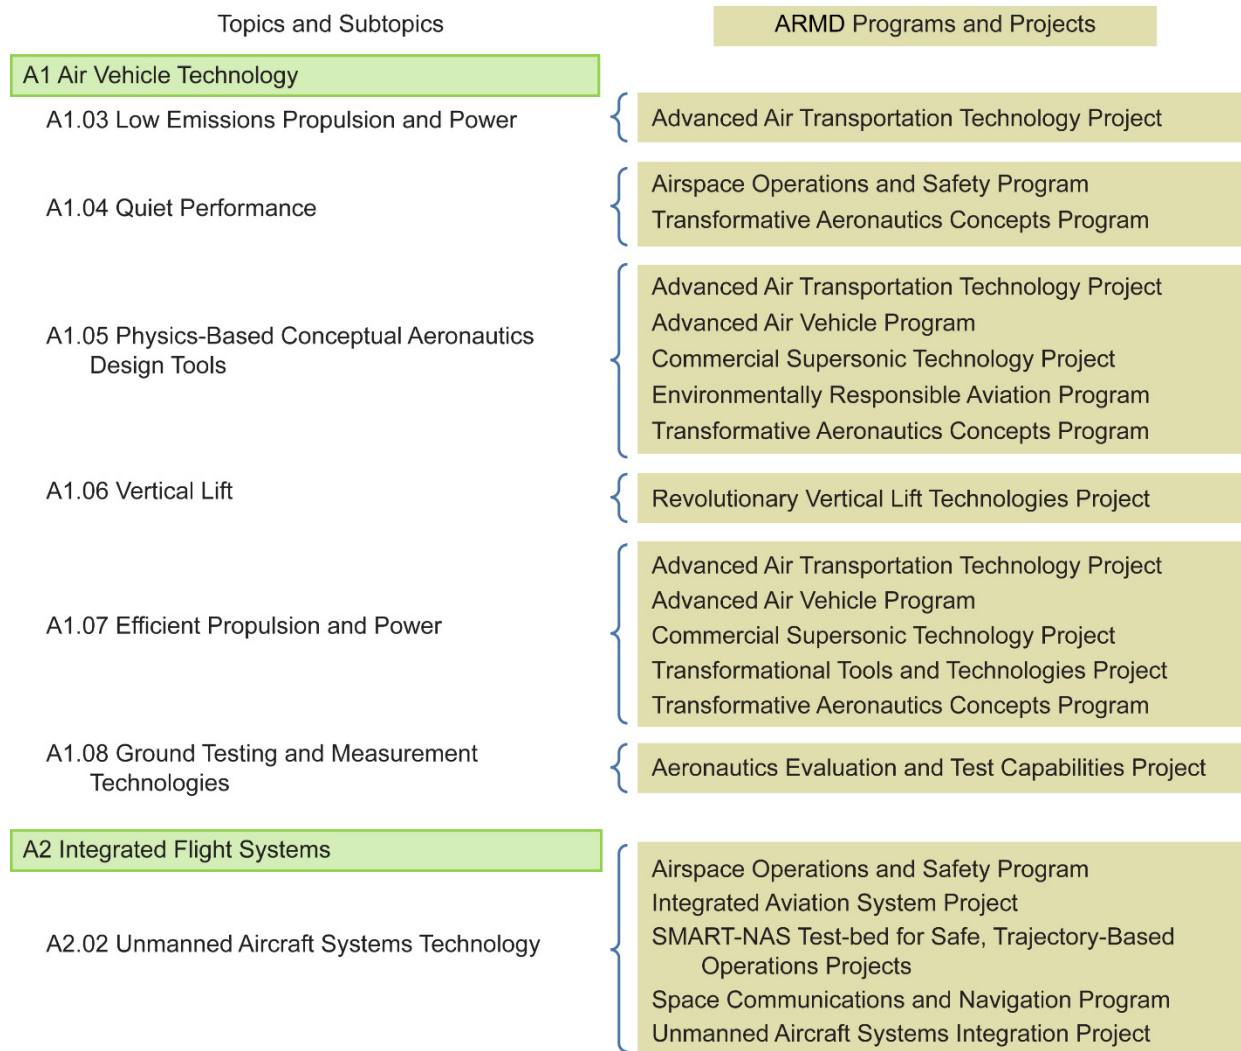 Topics and Subtopics
ARMD Programs and Projects
A1 Air Vehicle Technology
A1.03 Low Emissions Propulsion and Power
Advanced Air Transportation Technology Project
A1.04 Quiet Performance
Airspace Operations and Safety Program
Transformative Aeronautics Concepts Program
A1.05 Physics-Based Conceptual Aeronautics
Design Tools
Advanced Air Transportation Technology Project
Advanced Air Vehicle Program
Commercial Supersonic Technology Project
Environmentally Responsible Aviation Program
Transformative Aeronautics Concepts Program
A1.06 Vertical Lift
Revolutionary Vertical Lift Technologies Project
A1.07 Efficient Propulsion and Power
Advanced Air Transportation Technology Project
Advanced Air Vehicle Program
Commercial Supersonic Technology Project
Transformational Tools and Technologies Project
Transformative Aeronautics Concepts Program
A1.08 Ground Testing and Measurement
Technologies
Aeronautics Evaluation and Test Capabilities Project
A2 Integrated Flight Systems
A2.02 Unmanned Aircraft Systems Technology
Airspace Operations and Safety Program
Integrated Aviation System Project
SMART-NAS Test-bed for Safe, Trajectory-Based
Operations Projects
Space Communications and Navigation Program
Unmanned Aircraft Systems Integration Project